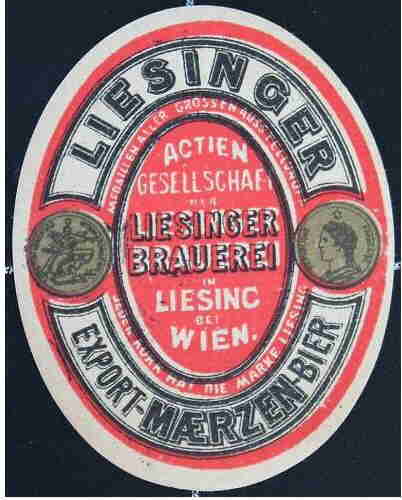 LIESINGER
MEDAILLEN ALLER GROSSEN AUSSTELLUNGEN
ACTIEN
GESELLSCHAFT
DER
LIESINGER
BRAUEREI
IN
LIESING
BEI
WIEN.
JEDER KORK HAT DIE MARKE LIESING
EXPORT-MÆRZEN-BIER